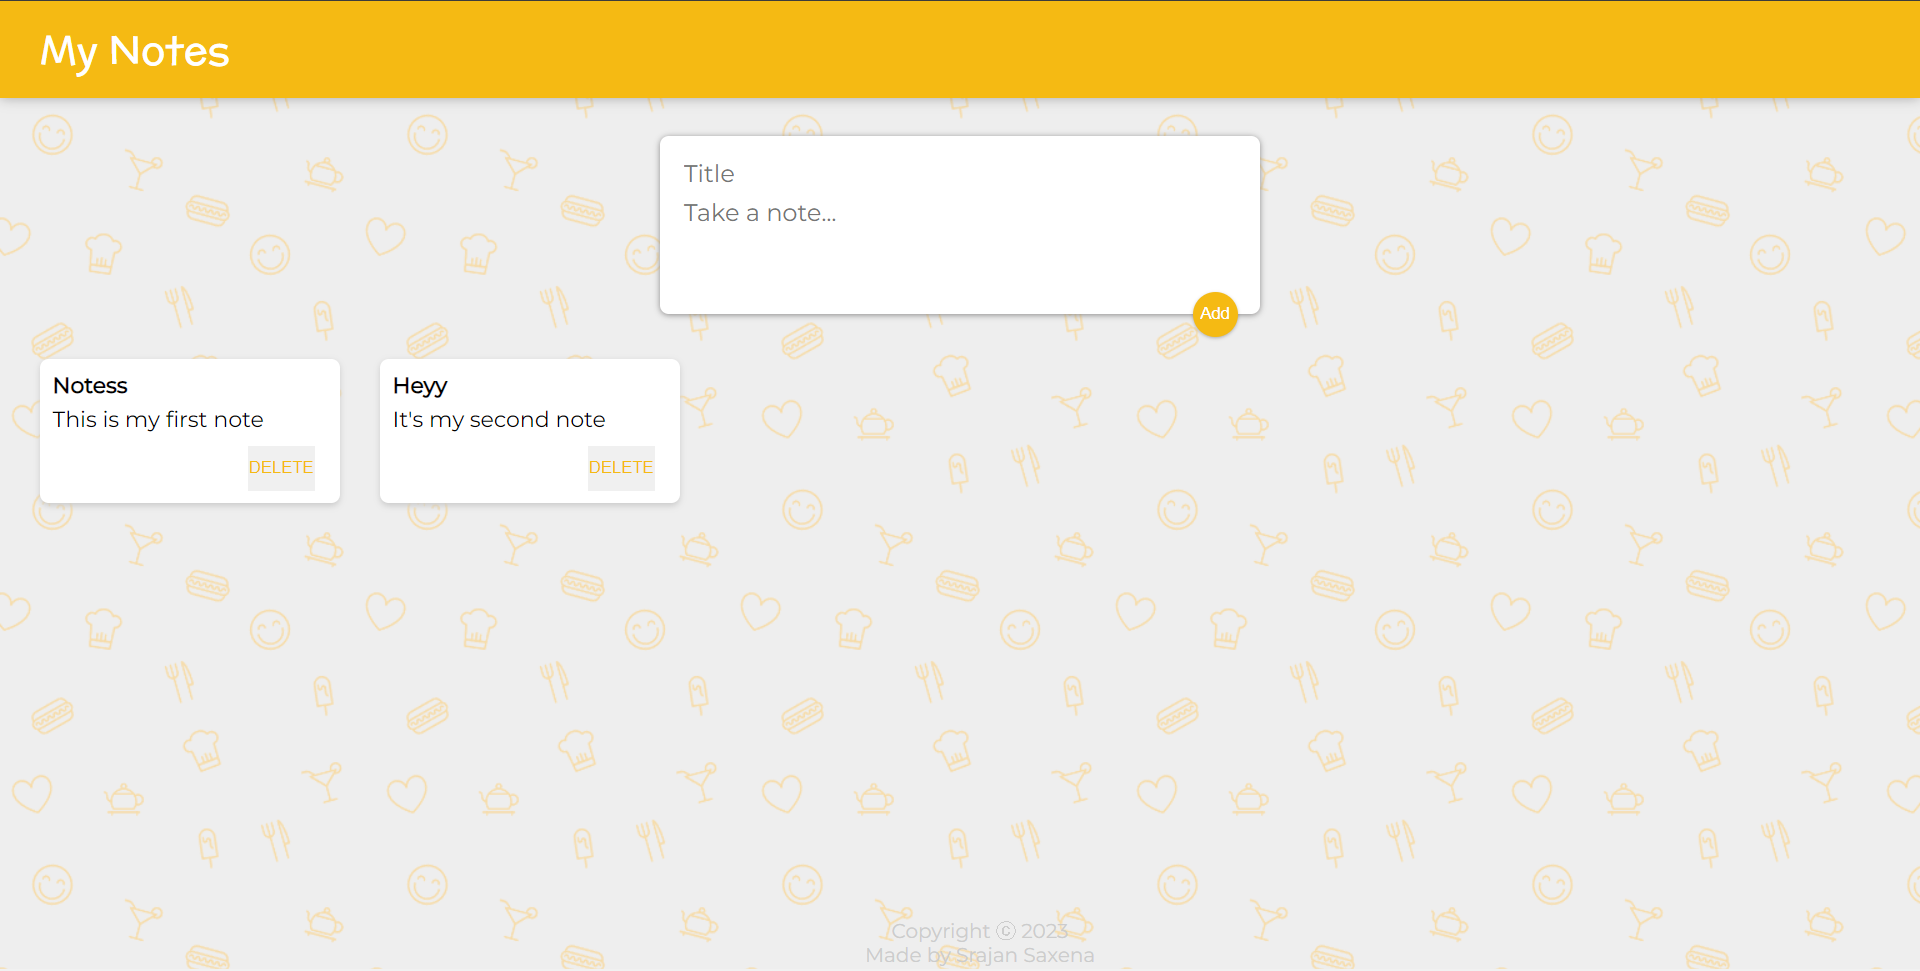 My Notes
Title
Take a note...
Add
Notess
This is my first note
DELETE
Heyy
It's my second note
DELETE
Copyright © 2023
Made by Srajan Saxena